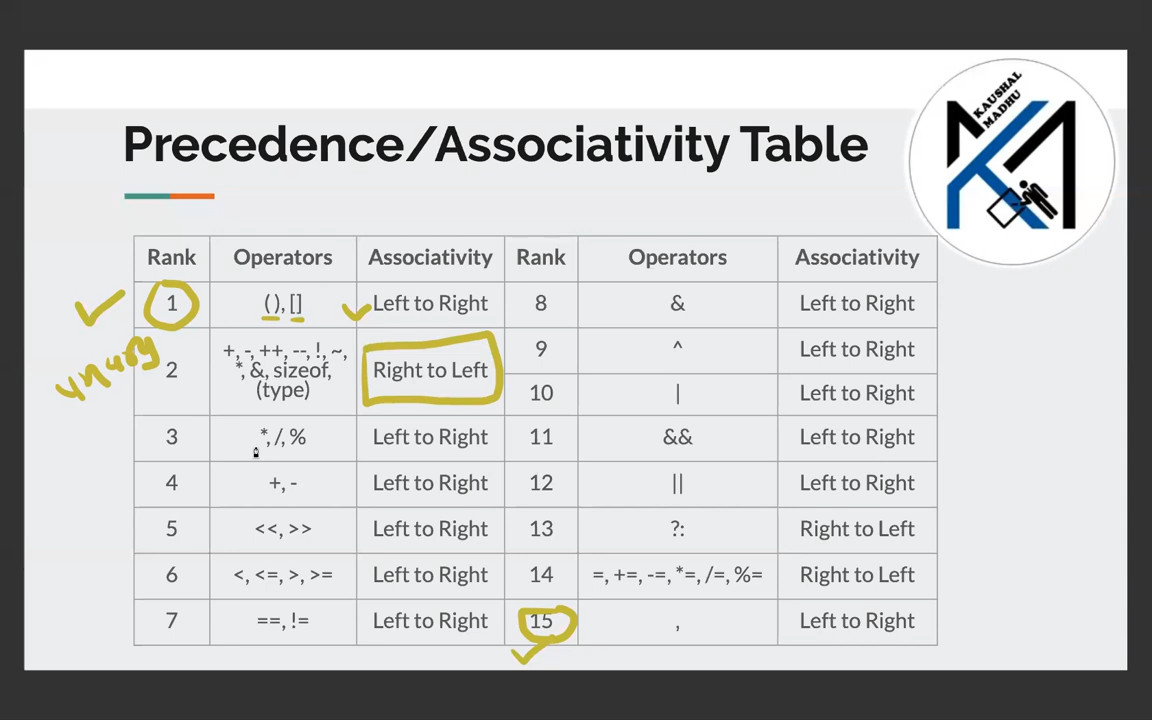 KAUSHAL
MADHU
Precedence/Associativity Table
Rank Operators Associativity Rank Operators Associativity
1 ( ), [] Left to Right 8 & Left to Right
unary
2 +, -, ++, --, !, ~, *, &, sizeof, (type) Right to Left 9 ^ Left to Right
10 | Left to Right
3 *, /, % Left to Right 11 && Left to Right
4 +, - Left to Right 12 || Left to Right
5 <<, >> Left to Right 13 ?: Right to Left
6 <, <=, >, >= Left to Right 14 =, +=, -=, *=, /=, %= Right to Left
7 ==, != Left to Right 15 , Left to Right